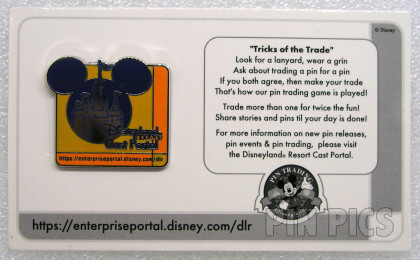 © Disney
"Tricks of the Trade"
Look for a lanyard, wear a grin
Ask about trading a pin for a pin
If you both agree, then make your trade
That's how our pin trading game is played!
Trade more than one for twice the fun!
Share stories and pins til your day is done!
For more information on new pin releases,
pin events & pin trading, please visit
the Disneyland® Resort Cast Portal.
Disneyland
Cast Portal
https://enterpriseportal.disney.com/dlr
PIN TRADING
https://enterpriseportal.disney.com/dlr
PIN PICS